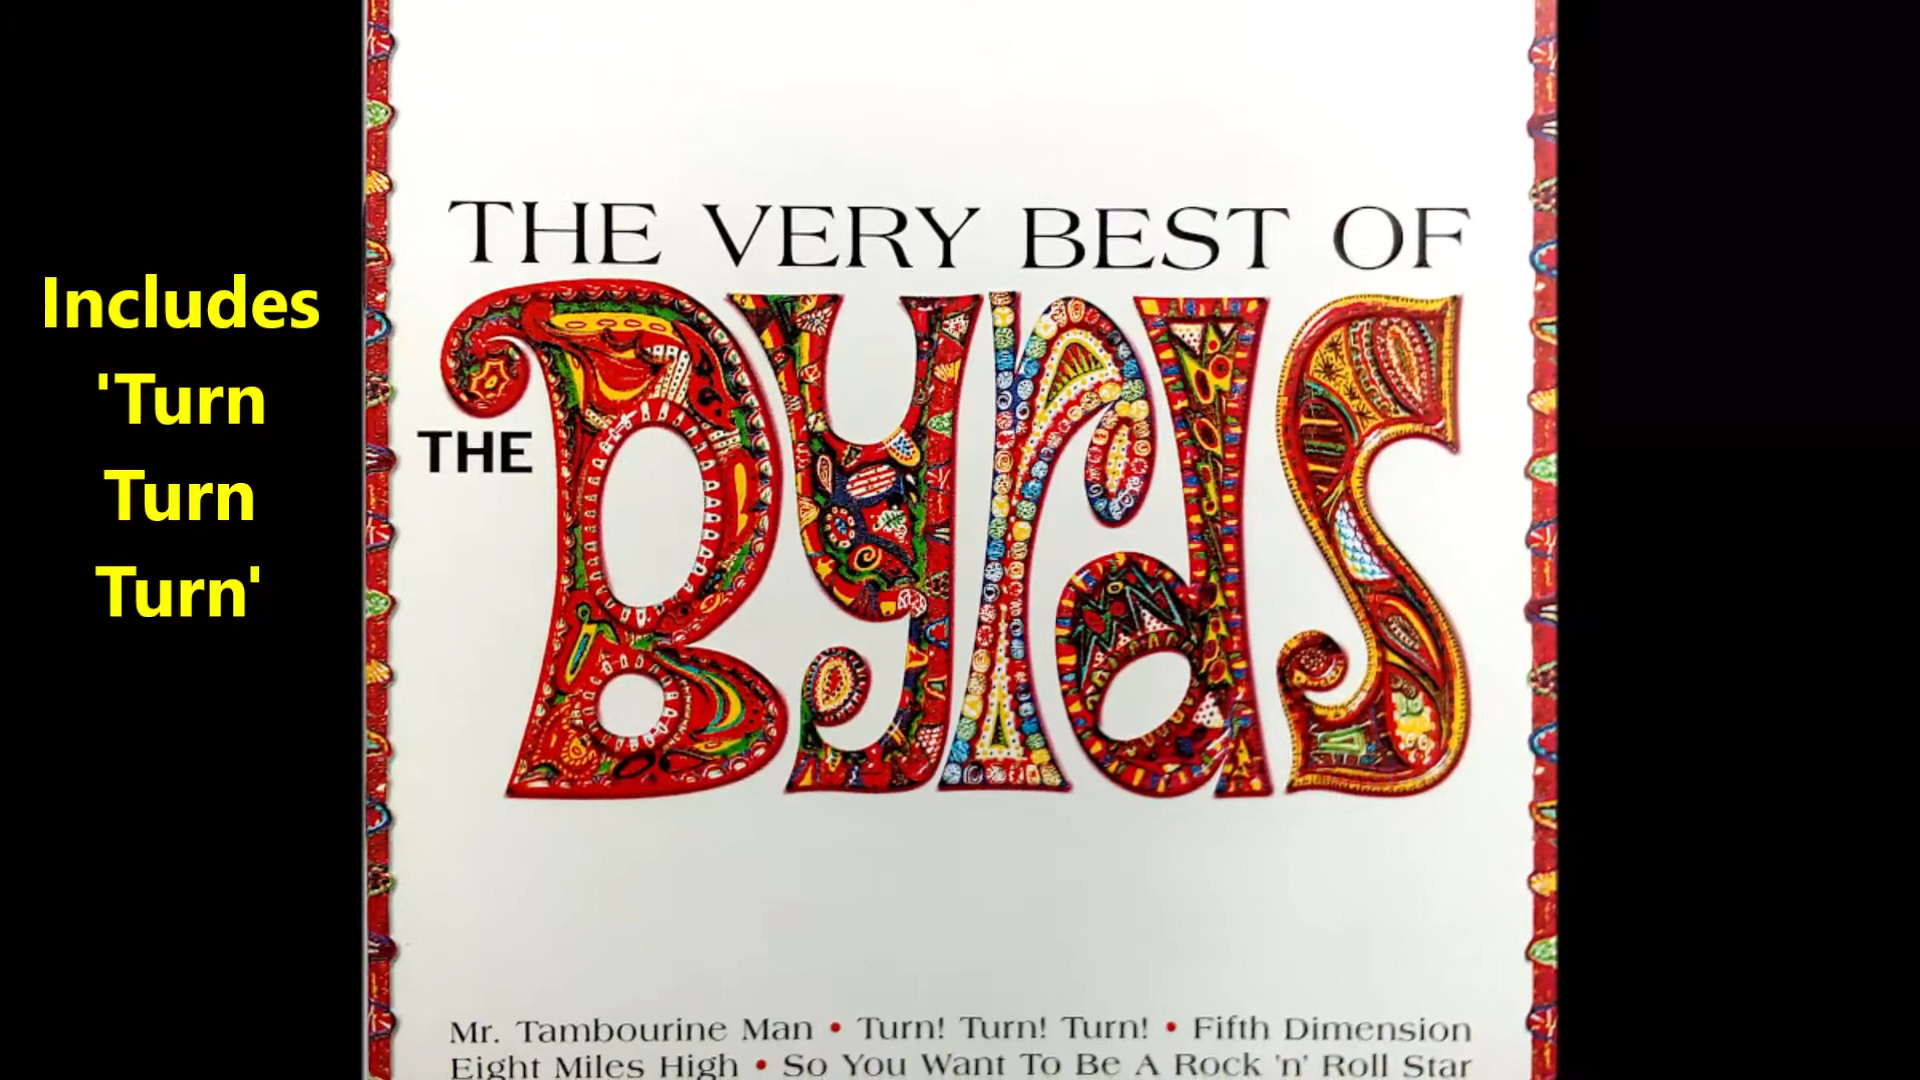 Includes
'Turn
Turn
Turn'
THE VERY BEST OF
THE Byrds
Mr. Tambourine Man • Turn! Turn! Turn! • Fifth Dimension
Eight Miles High • So You Want To Be A Rock 'n' Roll Star